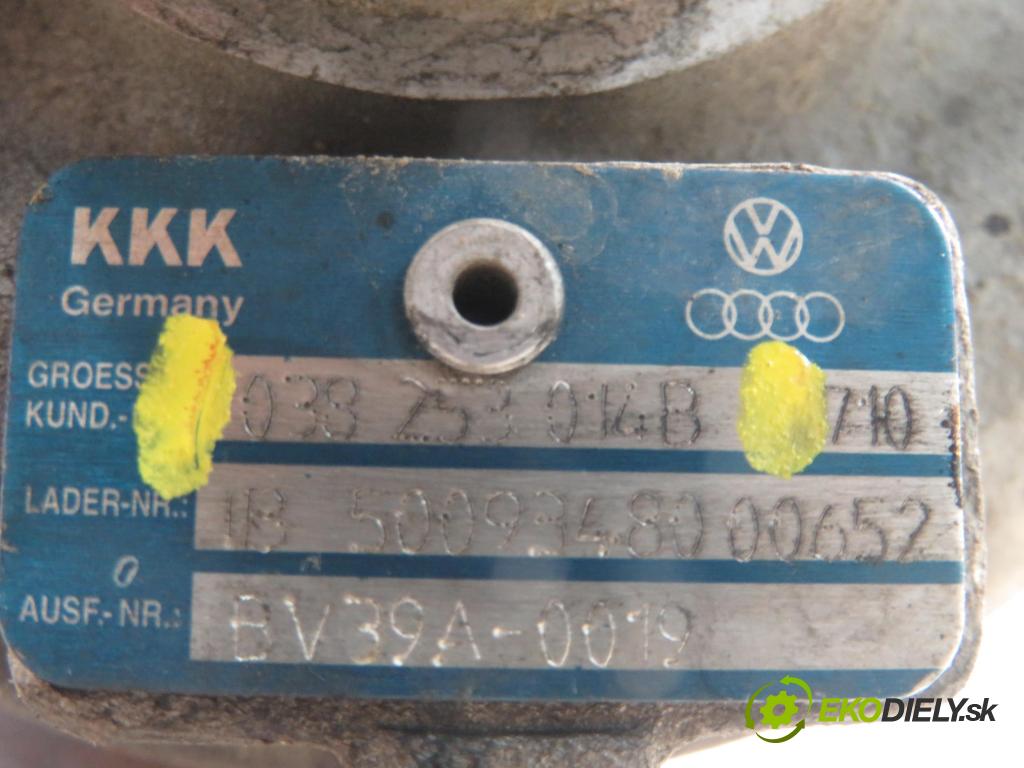 KKK
Germany
GROESS
KUND.- 038 253 014B 710
LADER-NR.: 1B 5009348000652
0
AUSF.-NR.: BV39A-0019
EKODIELY.sk